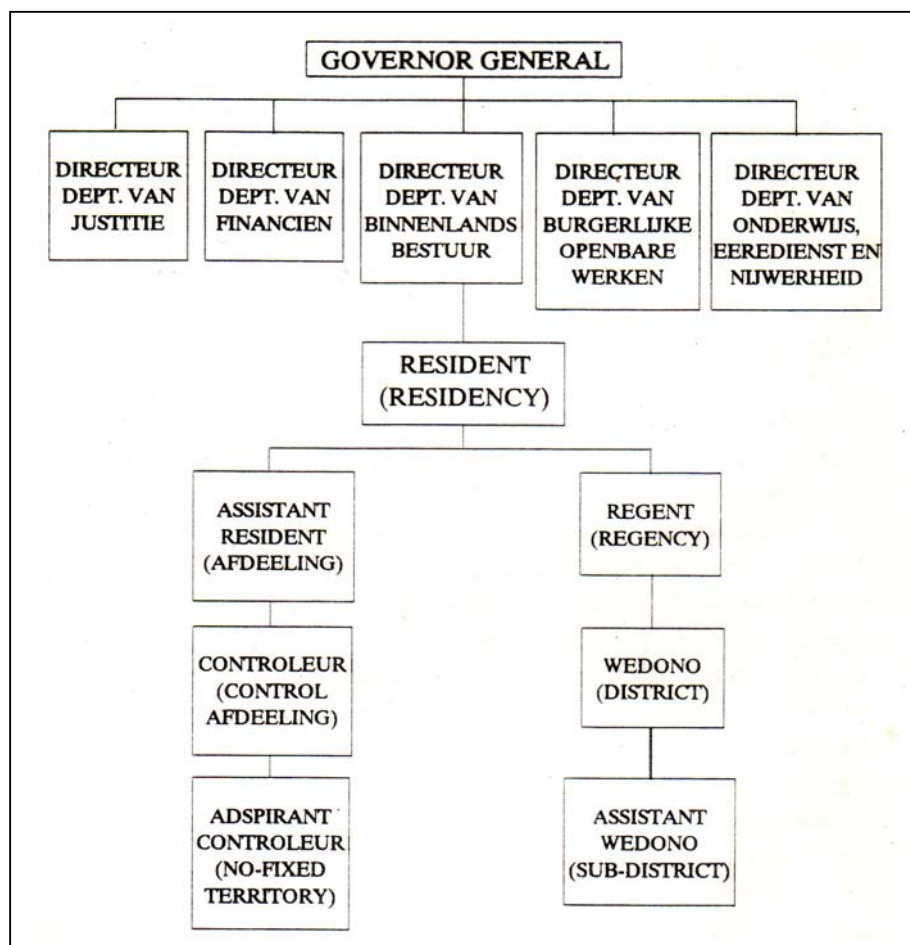 GOVERNOR GENERAL
DIRECTEUR
DEPT. VAN
JUSTITIE
DIRECTEUR
DEPT. VAN
FINANCIEN
DIRECTEUR
DEPT. VAN
BINNENLANDS
BESTUUR
DIRECTEUR
DEPT. VAN
BURGERLIJKE
OPENBARE
WERKEN
DIRECTEUR
DEPT. VAN
ONDERWIJS,
EEREDIENST EN
NIJWERHEID
RESIDENT
(RESIDENCY)
ASSISTANT
RESIDENT
(AFDEELING)
REGENT
(REGENCY)
CONTROLEUR
(CONTROL
AFDEELING)
WEDONO
(DISTRICT)
ADSPIRANT
CONTROLEUR
(NO-FIXED
TERRITORY)
ASSISTANT
WEDONO
(SUB-DISTRICT)